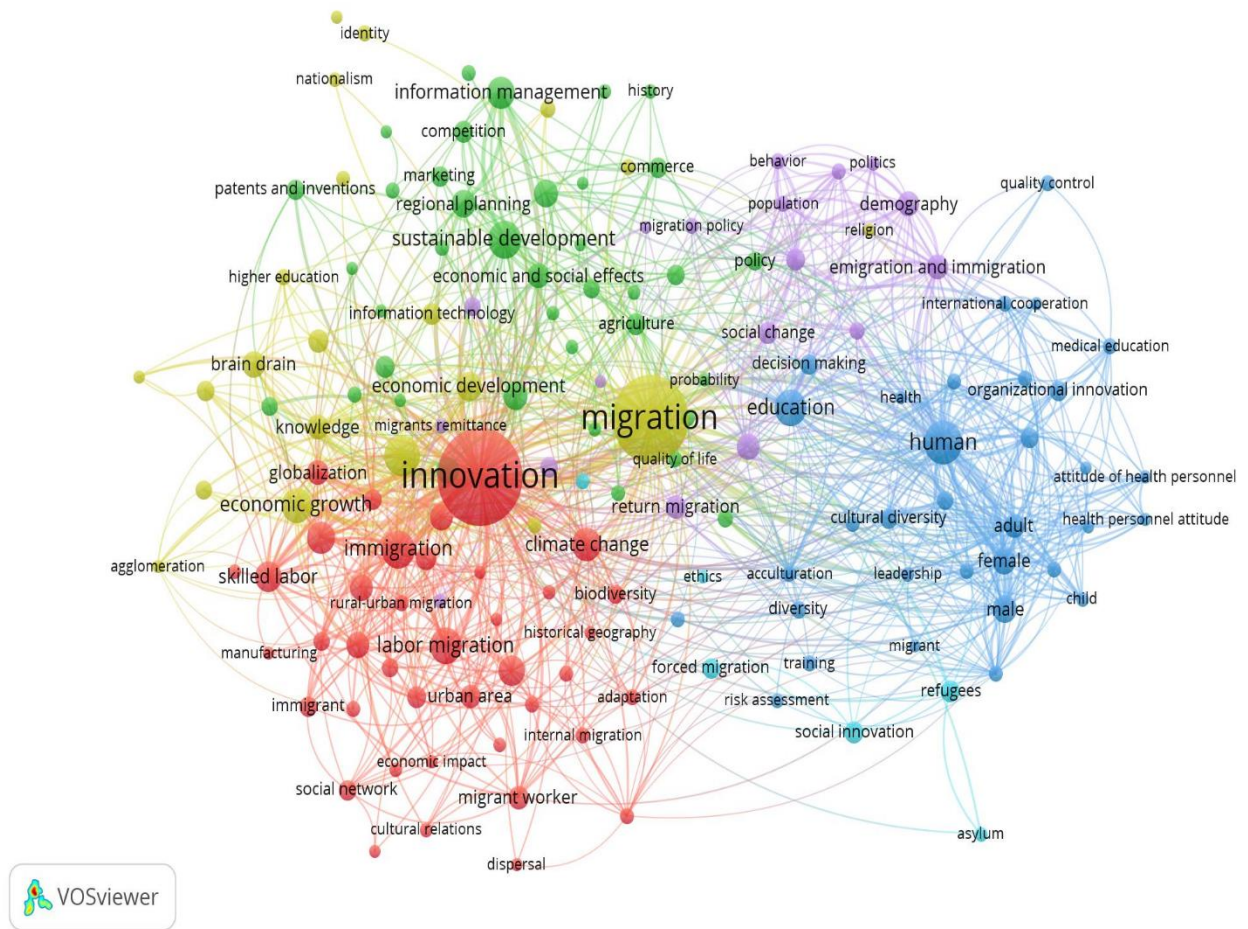 identity
nationalism
information management
history
competition
commerce
behavior
politics
marketing
patents and inventions
quality control
regional planning
population
demography
migration policy
religion
sustainable development
policy
emigration and immigration
higher education
economic and social effects
international cooperation
information technology
agriculture
social change
medical education
brain drain
decision making
economic development
probability
organizational innovation
health
education
migration
knowledge
migrants remittance
human
quality of life
globalization
innovation
attitude of health personnel
economic growth
return migration
cultural diversity
adult
health personnel attitude
immigration
climate change
female
agglomeration
skilled labor
ethics
acculturation
leadership
rural-urban migration
biodiversity
child
diversity
male
historical geography
manufacturing
labor migration
migrant
forced migration
training
refugees
urban area
adaptation
risk assessment
immigrant
social innovation
internal migration
economic impact
social network
migrant worker
cultural relations
asylum
dispersal
VOSviewer